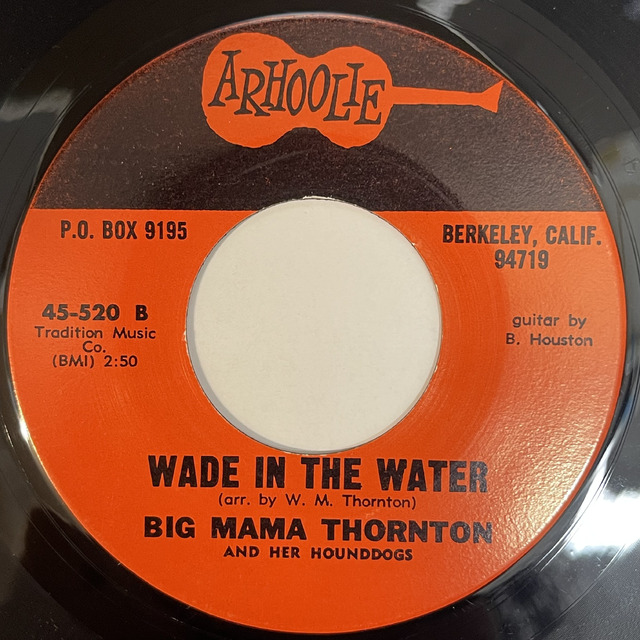 ARHOOLIE
P.O. BOX 9195
BERKELEY, CALIF.
94719
45-520 B
Tradition Music
Co.
(BMI) 2:50
guitar by
B. Houston
WADE IN THE WATER
(arr. by W. M. Thornton)
BIG MAMA THORNTON
AND HER HOUNDDOGS